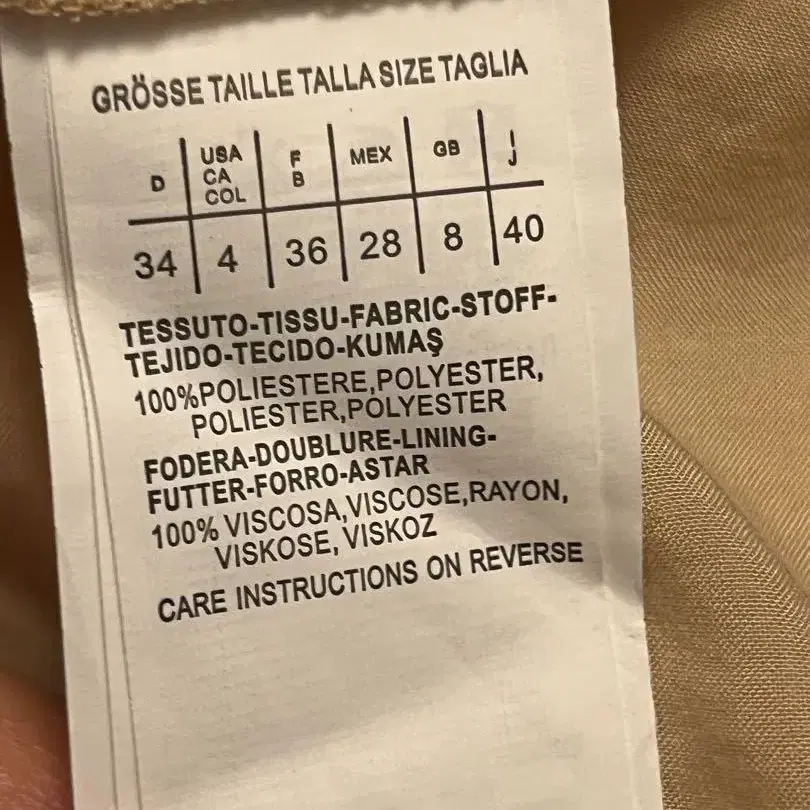 GRÖSSE TAILLE TALLA SIZE TAGLIA
D | USA CA COL | F B | MEX | GB | I J
34 | 4 | 36 | 28 | 8 | 40
TESSUTO-TISSU-FABRIC-STOFF-
TEJIDO-TECIDO-KUMAŞ
100%POLIESTERE,POLYESTER,
POLIESTER,POLYESTER
FODERA-DOUBLURE-LINING-
FUTTER-FORRO-ASTAR
100% VISCOSA,VISCOSE,RAYON,
VISKOSE, VISKOZ
CARE INSTRUCTIONS ON REVERSE